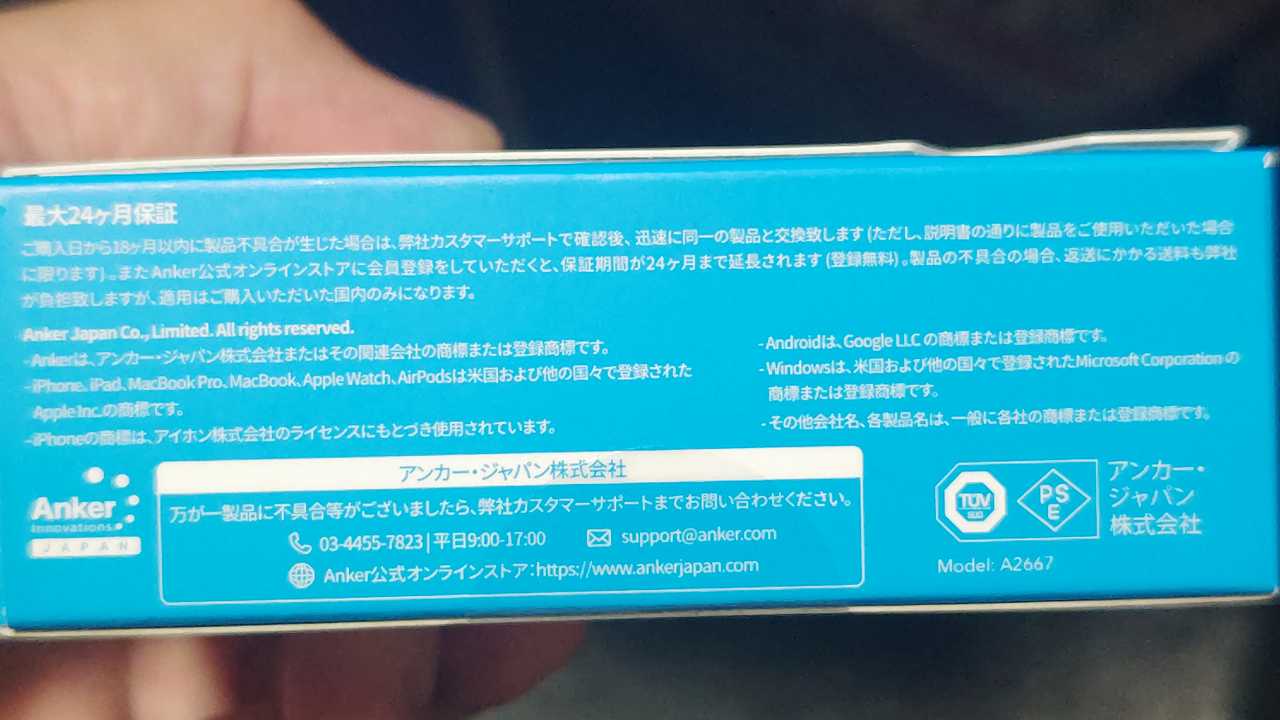 最大24ヶ月保証
ご購入日から18ヶ月以内に製品不具合が生じた場合は、弊社カスタマーサポートで確認後、迅速に同一の製品と交換致します(ただし、説明書の通りに製品をご使用いただいた場合
に限ります)。またAnker公式オンラインストアに会員登録をしていただくと、保証期間が24ヶ月まで延長されます(登録無料)。製品の不具合の場合、返送にかかる送料も弊社
が負担致しますが、適用はご購入いただいた国内のみになります。
Anker Japan Co., Limited. All rights reserved.
- Ankerは、アンカー・ジャパン株式会社またはその関連会社の商標または登録商標です。
- iPhone, iPad, MacBook Pro, MacBook, Apple Watch, AirPodsは米国および他の国々で登録された
Apple Inc.の商標です。
- iPhoneの商標は、アイホン株式会社のライセンスにもとづき使用されています。
- Androidは、Google LLC の商標または登録商標です。
- Windowsは、米国および他の国々で登録されたMicrosoft Corporation の
商標または登録商標です。
- その他会社名、各製品名は、一般に各社の商標または登録商標です。
Anker
Innovations
JAPAN
アンカー・ジャパン株式会社
万が一製品に不具合等がございましたら、弊社カスタマーサポートまでお問い合わせください。
03-4455-7823 | 平日9:00-17:00
support@anker.com
Anker公式オンラインストア:https://www.ankerjapan.com
TÜV
SÜD
PS
E
アンカー・
ジャパン
株式会社
Model: A2667